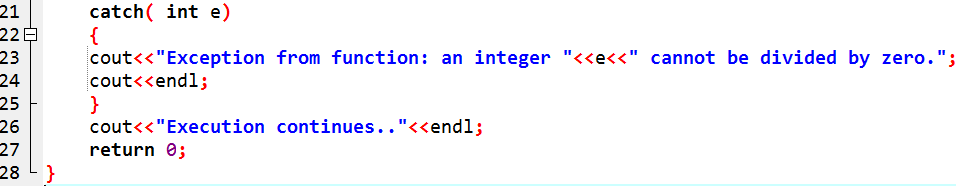 21 catch( int e)
22 {
23 cout<<"Exception from function: an integer "<<e<<" cannot be divided by zero.";
24 cout<<endl;
25 }
26 cout<<"Execution continues.."<<endl;
27 return 0;
28 }